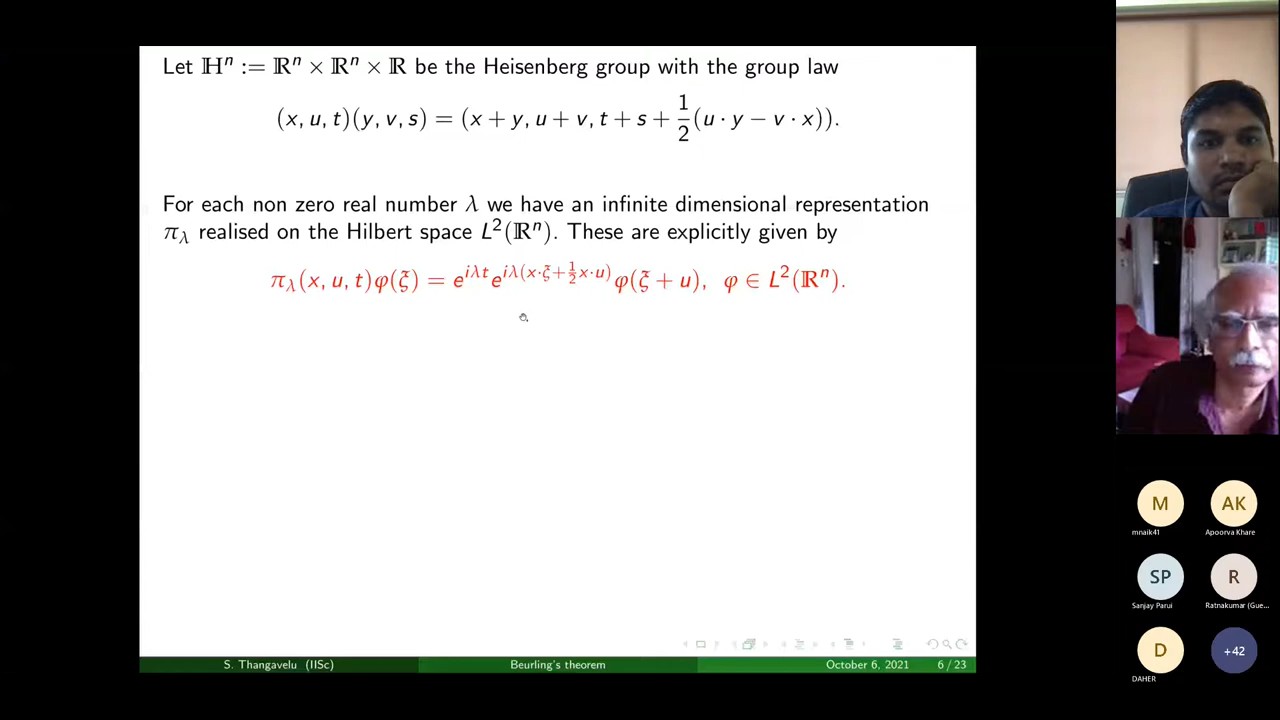 Let ℍⁿ := ℝⁿ × ℝⁿ × ℝ be the Heisenberg group with the group law
(x, u, t)(y, v, s) = (x + y, u + v, t + s + 1/2(u · y − v · x)).
For each non zero real number λ we have an infinite dimensional representation
π_λ realised on the Hilbert space L²(ℝⁿ). These are explicitly given by
π_λ(x, u, t)φ(ξ) = e^{iλt}e^{iλ(x·ξ+1/2x·u)}φ(ξ + u), φ ∈ L²(ℝⁿ).
S. Thangavelu (IISc) Beurling's theorem October 6, 2021 6 / 23
M AK
mnaik41 Apoorva Khare
SP R
Sanjay Parui Ratnakumar (Gue...
D +42
DAHER